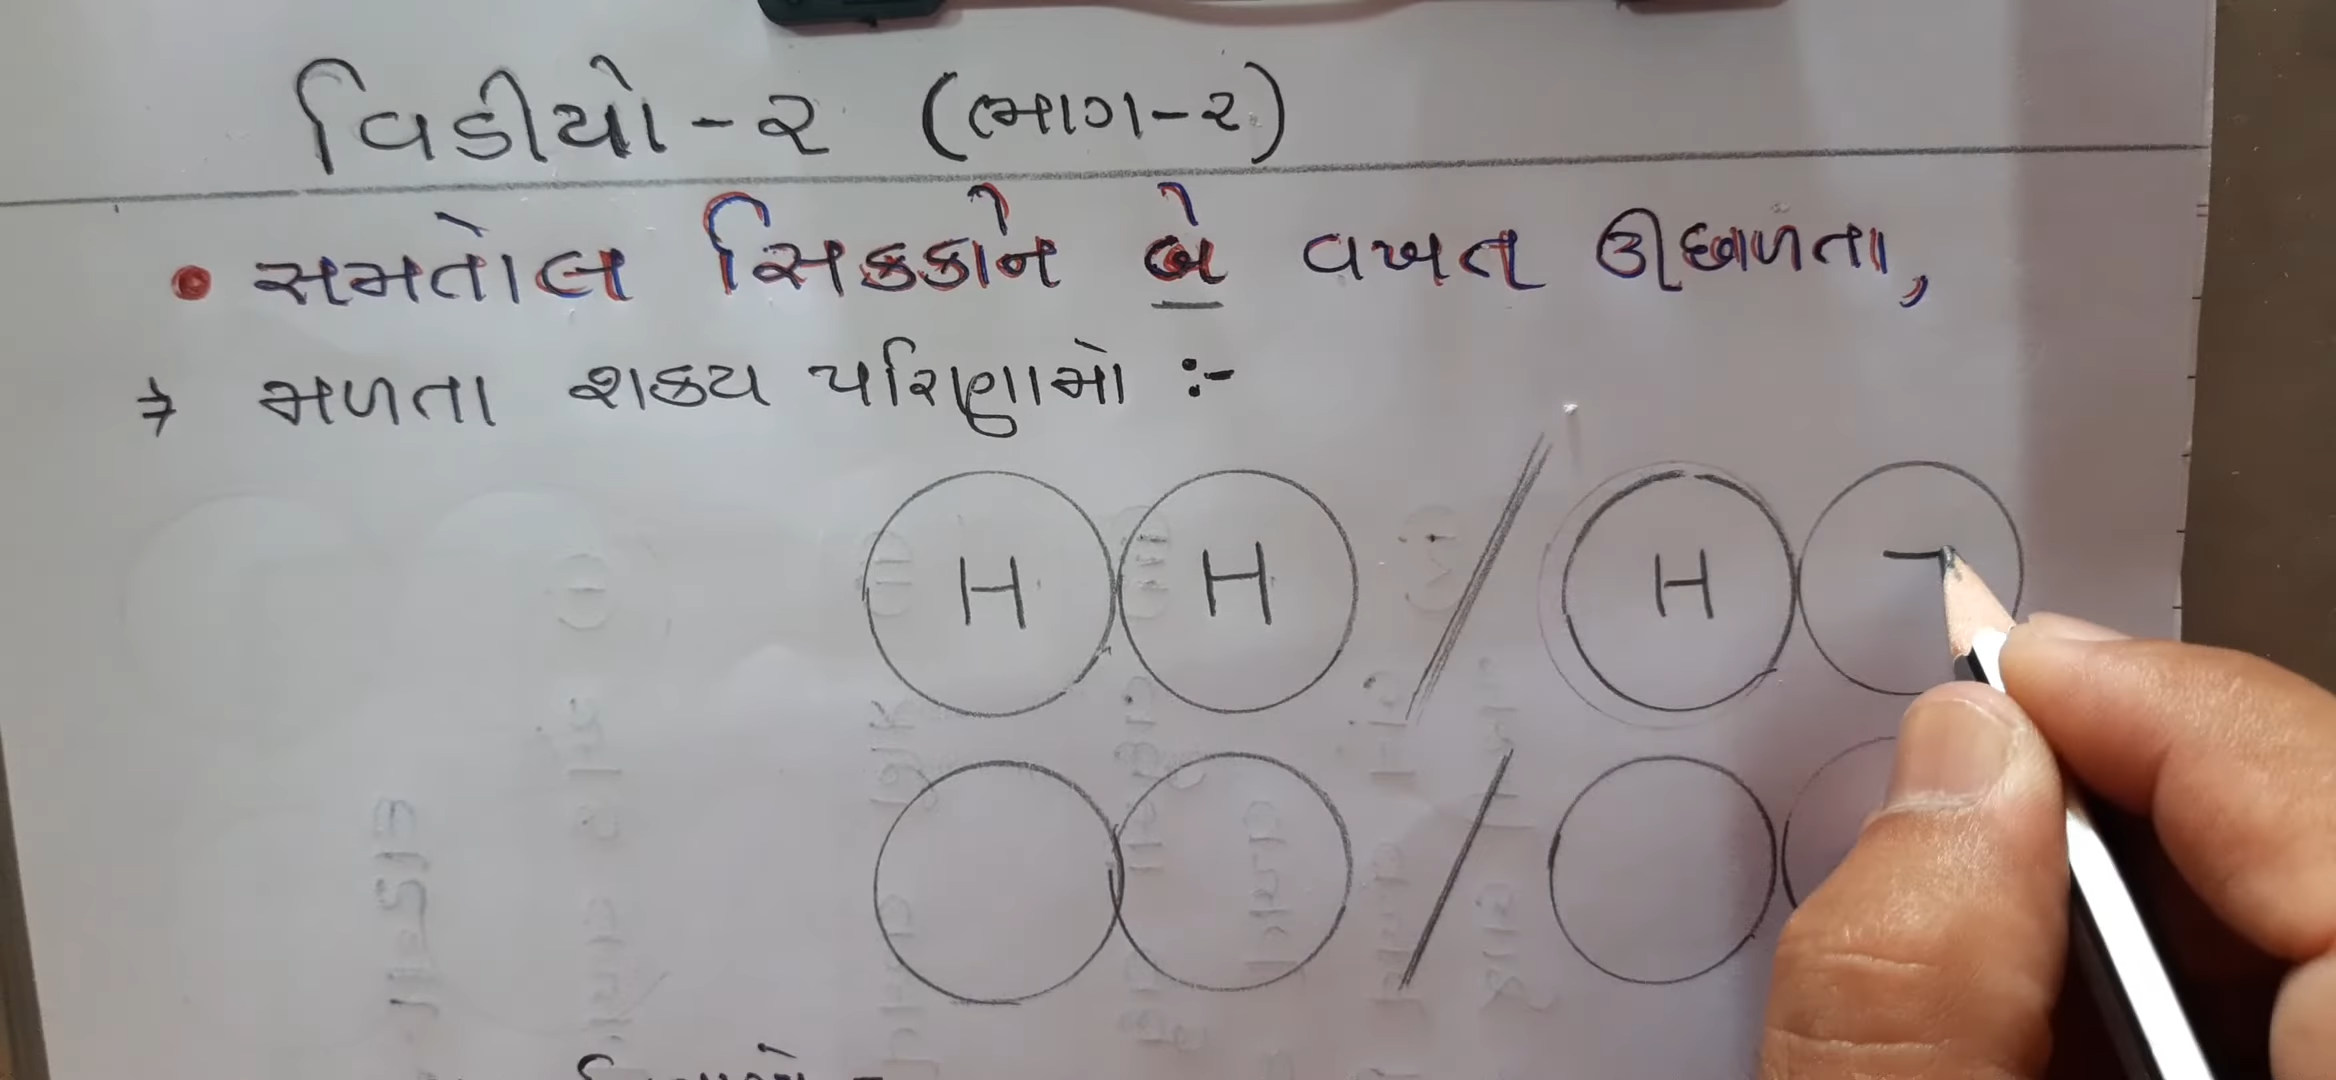 વિડીયો-૨ (ભાગ-૨)
• સમતોલ સિક્કાને બે વખત ઉછાળતા,
→ મળતા શક્ય પરિણામો :-
H H / H